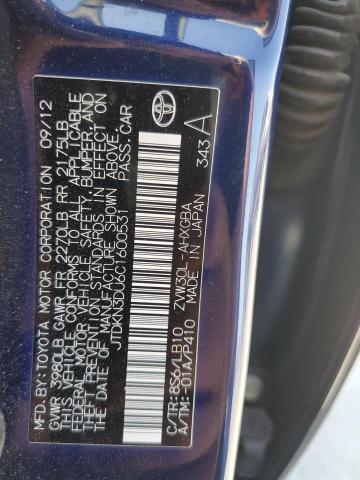 MFD. BY: TOYOTA MOTOR CORPORATION 09/12
GVWR 3980LB GAWR FR 2270LB RR 2175LB
THIS VEHICLE CONFORMS TO ALL APPLICABLE
FEDERAL MOTOR VEHICLE SAFETY, BUMPER, AND
THEFT PREVENTION STANDARDS IN EFFECT ON
THE DATE OF MANUFACTURE SHOWN ABOVE.
JTDKN3DU6C1600531 PASS.CAR
C/TR: 8S6/LB10 ZVW30L-AHXGBA
A/TM: -01A/P410 MADE IN JAPAN 343 A